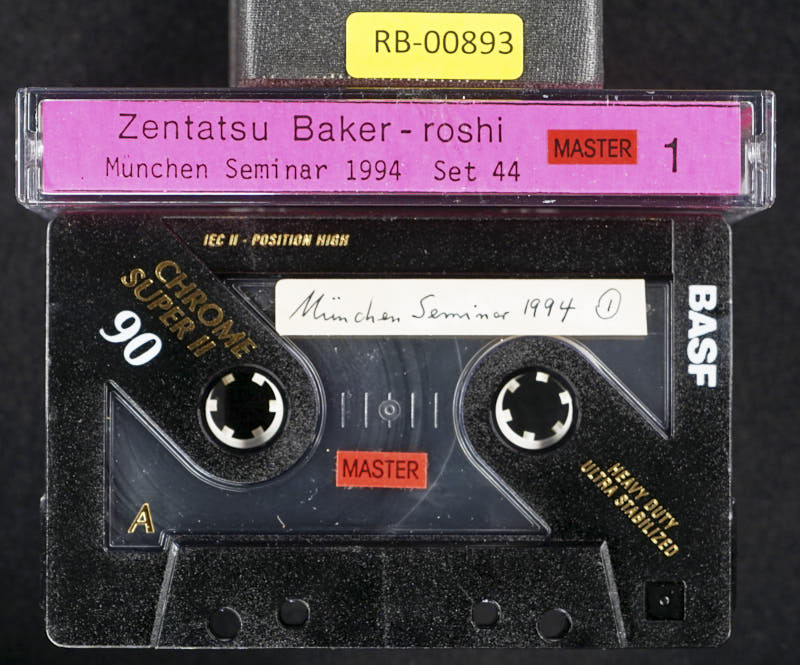 RB-00893
Zentatsu Baker-roshi
München Seminar 1994 Set 44
MASTER
1
IEC II - POSITION HIGH
CHROME
SUPER II
90
München Seminar 1994 ①
BASF
MASTER
A
HEAVY DUTY
ULTRA STABILIZED